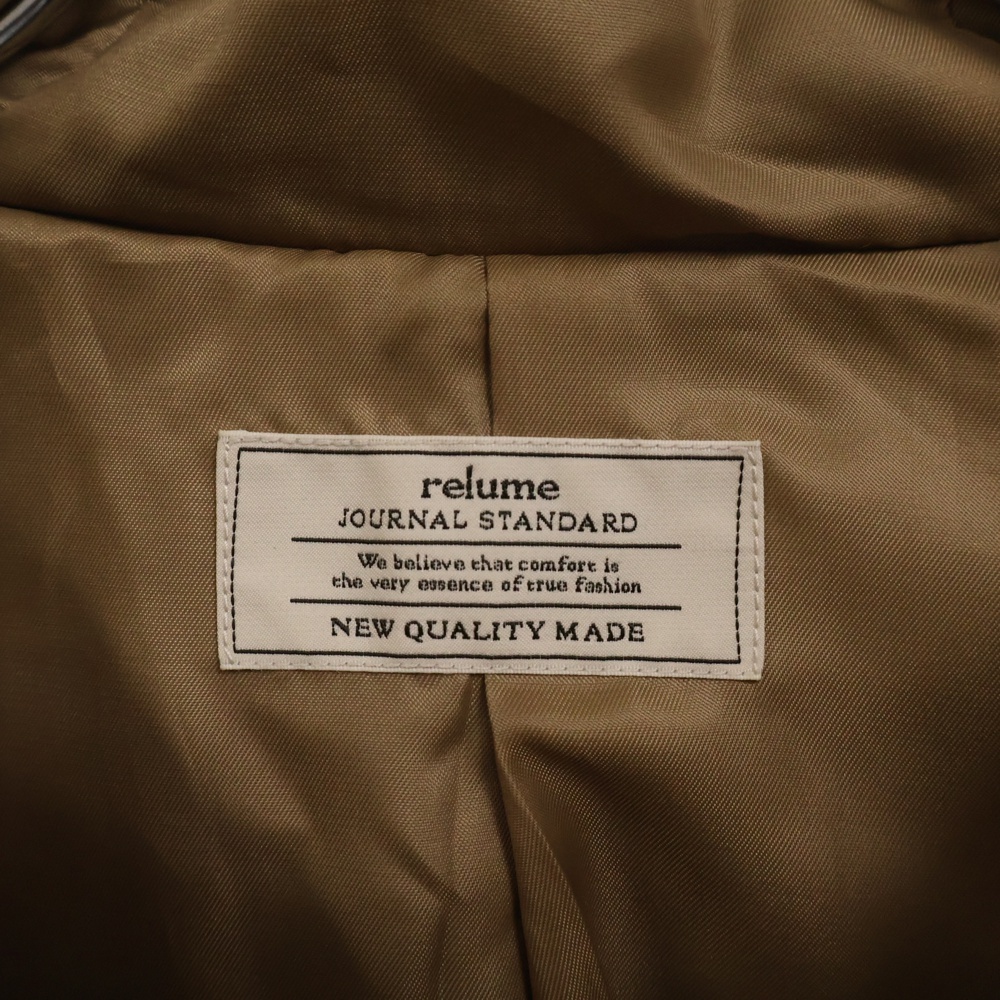 relume
JOURNAL STANDARD
We believe that comfort is
the very essence of true fashion
NEW QUALITY MADE